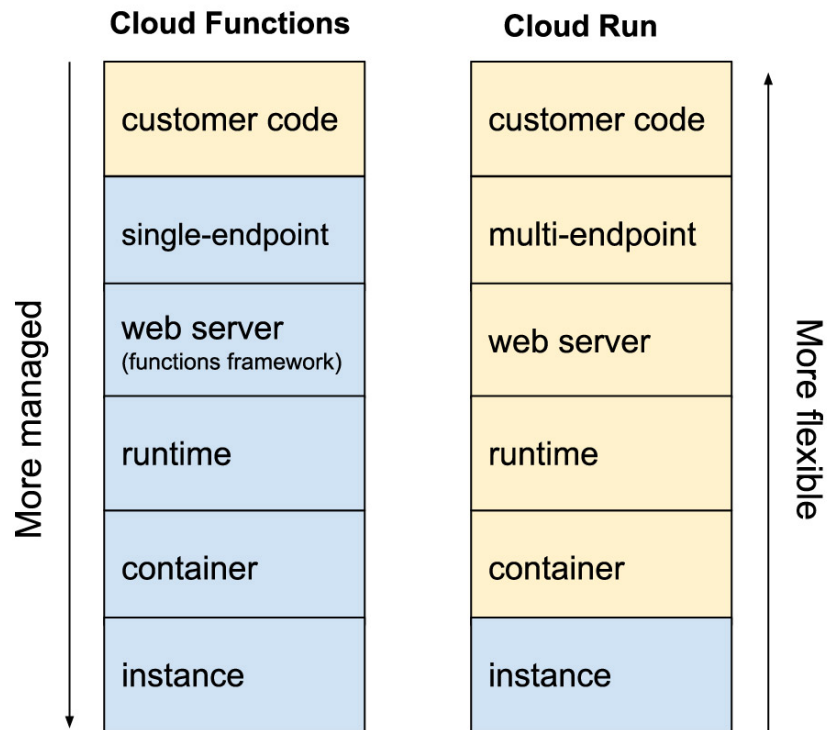 Cloud Functions
Cloud Run
More managed
customer code
single-endpoint
web server
(functions framework)
runtime
container
instance
customer code
multi-endpoint
web server
runtime
container
instance
More flexible